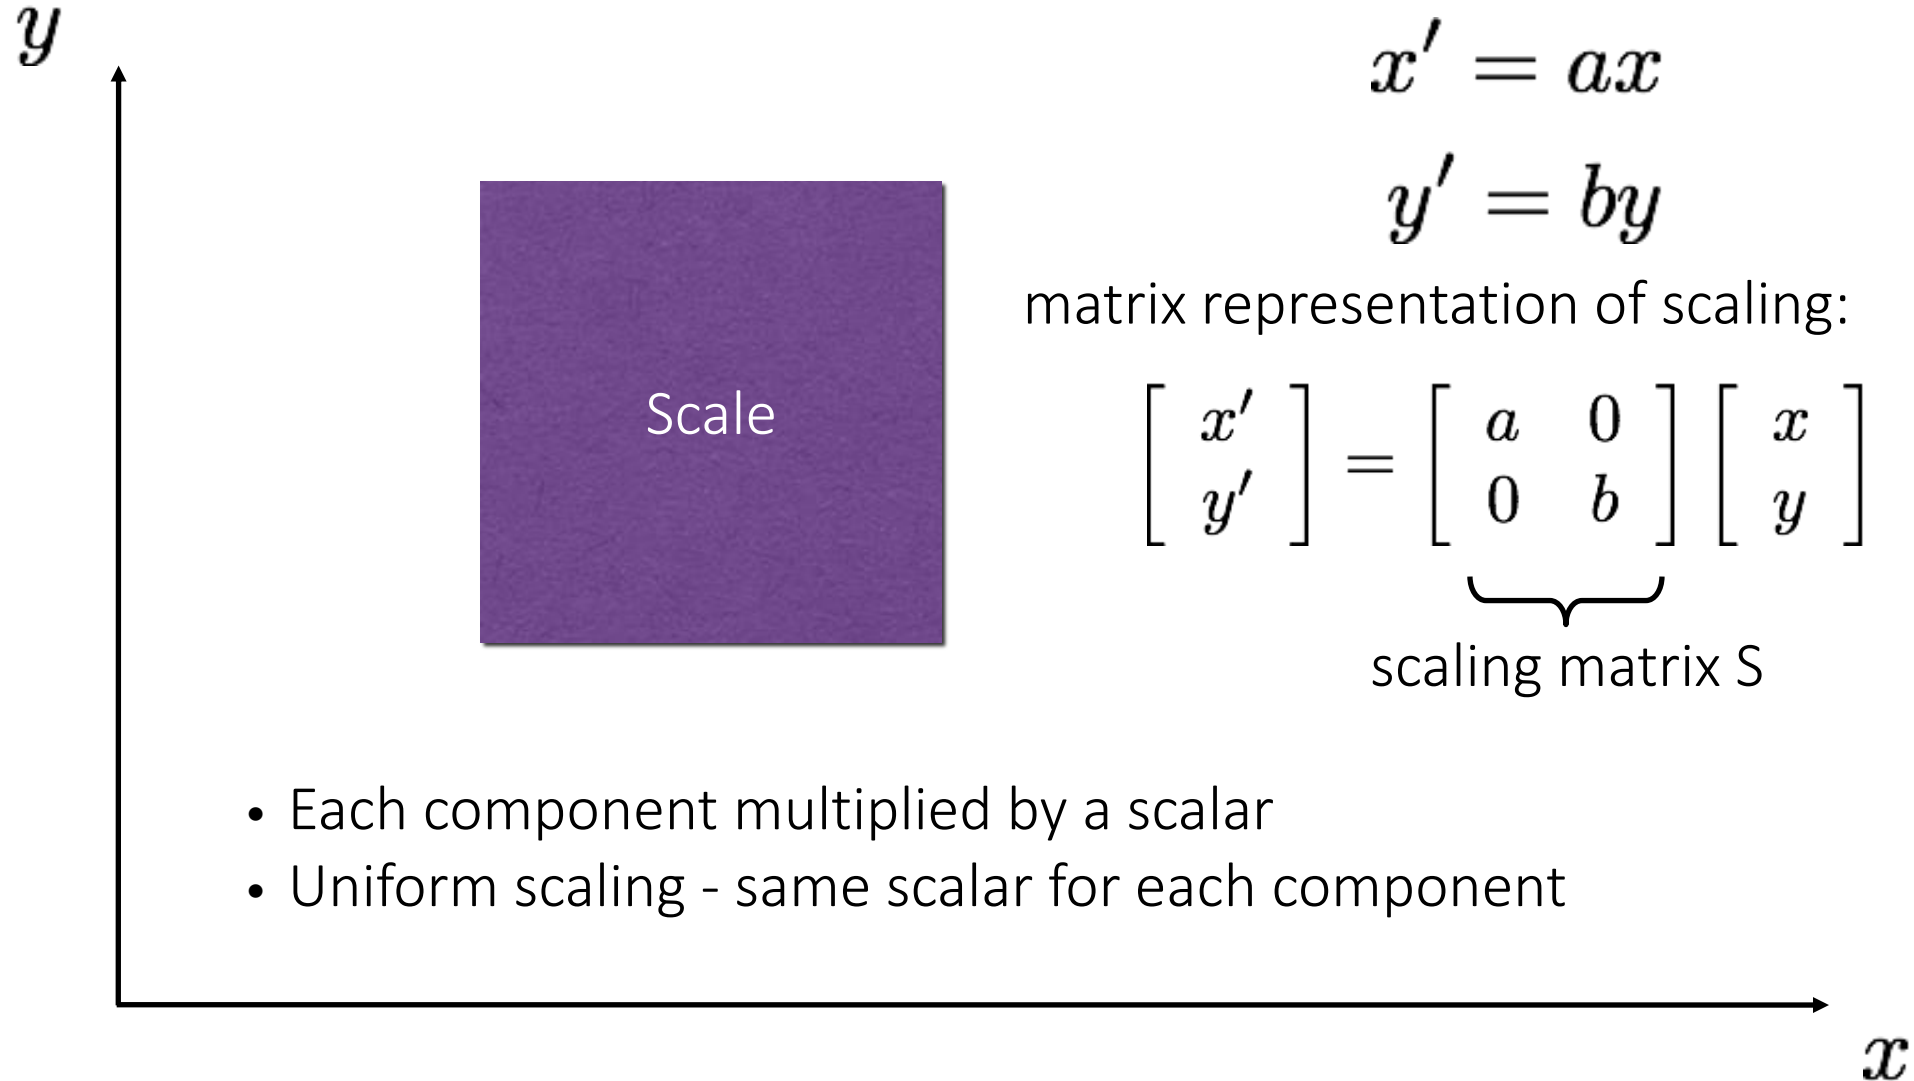 y
x′ = ax
y′ = by
matrix representation of scaling:
Scale
[ x′ ] = [ a 0 ] [ x ]
[ y′ ] [ 0 b ] [ y ]
scaling matrix S
• Each component multiplied by a scalar
• Uniform scaling - same scalar for each component
x